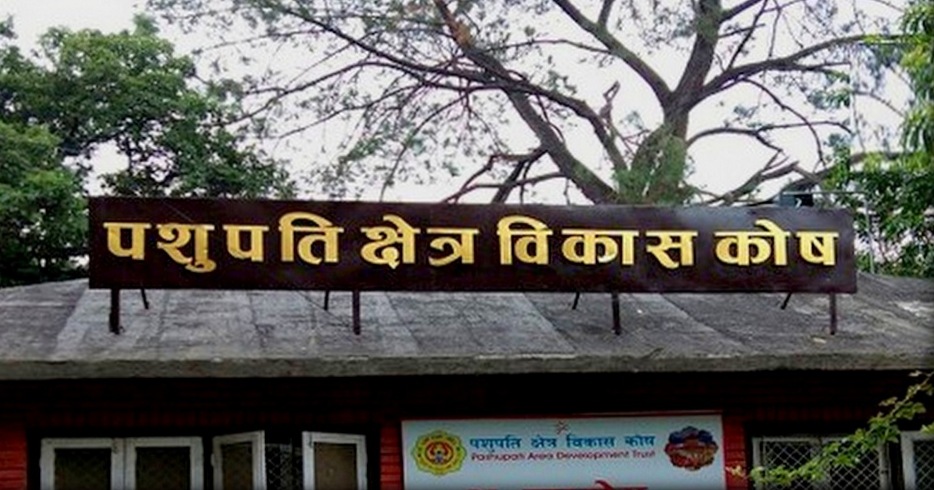 पशुपति क्षेत्र विकास कोष
पशुपति क्षेत्र विकास कोष
Pashupati Area Development Trust